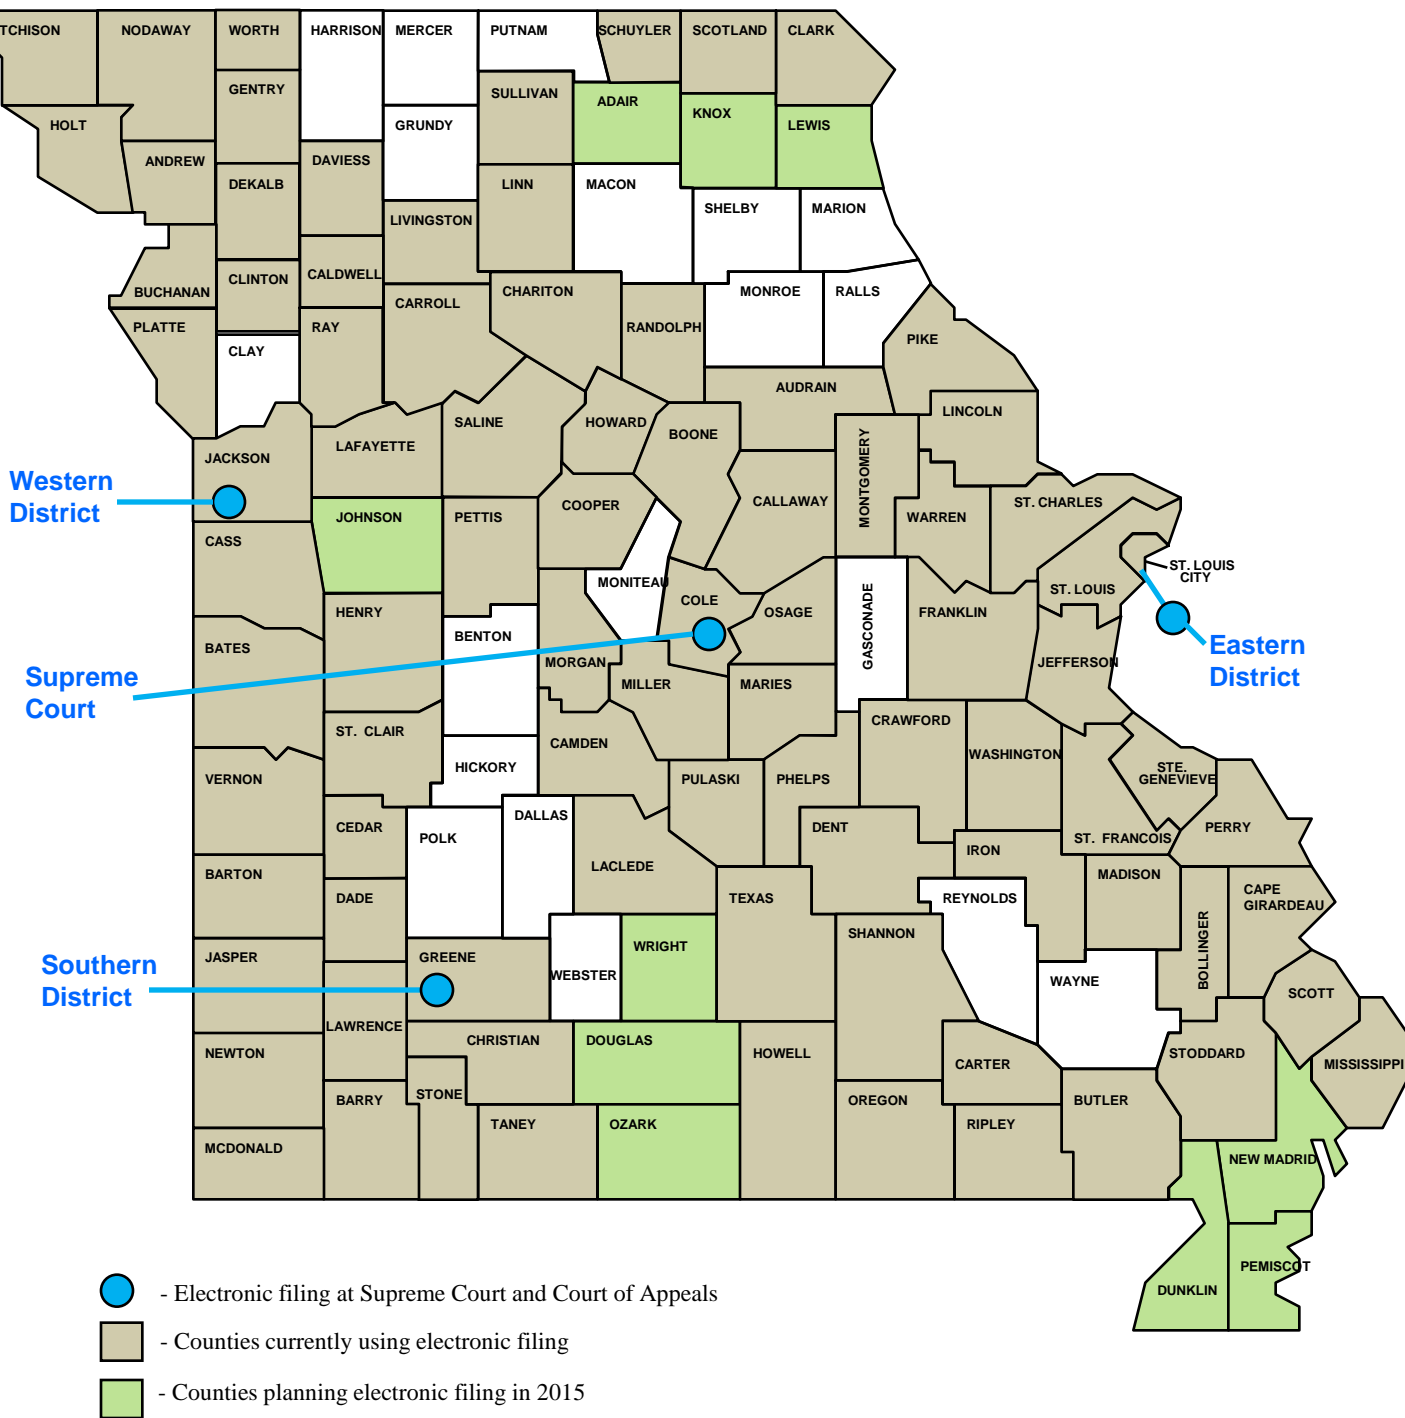 TCHISON
NODAWAY
WORTH
HARRISON
MERCER
PUTNAM
SCHUYLER
SCOTLAND
CLARK
GENTRY
SULLIVAN
ADAIR
KNOX
LEWIS
HOLT
GRUNDY
ANDREW
DAVIESS
DEKALB
LINN
MACON
SHELBY
MARION
LIVINGSTON
BUCHANAN
CLINTON
CALDWELL
CARROLL
CHARITON
MONROE
RALLS
PLATTE
RAY
RANDOLPH
PIKE
CLAY
AUDRAIN
LINCOLN
SALINE
HOWARD
BOONE
JACKSON
LAFAYETTE
MONTGOMERY
Western
District
JOHNSON
PETTIS
COOPER
CALLAWAY
WARREN
ST. CHARLES
CASS
MONITEAU
COLE
OSAGE
GASCONADE
FRANKLIN
ST. LOUIS
ST. LOUIS
CITY
HENRY
BENTON
BATES
MORGAN
JEFFERSON
Eastern
District
Supreme
Court
MILLER
MARIES
ST. CLAIR
CAMDEN
CRAWFORD
WASHINGTON
VERNON
HICKORY
PULASKI
PHELPS
STE.
GENEVIEVE
CEDAR
POLK
DALLAS
DENT
ST. FRANCOIS
PERRY
BARTON
LACLEDE
IRON
MADISON
DADE
TEXAS
REYNOLDS
CAPE
GIRARDEAU
JASPER
GREENE
WRIGHT
SHANNON
BOLLINGER
Southern
District
WEBSTER
WAYNE
SCOTT
LAWRENCE
NEWTON
CHRISTIAN
DOUGLAS
HOWELL
CARTER
STODDARD
MISSISSIPPI
BARRY
STONE
OREGON
BUTLER
MCDONALD
TANEY
OZARK
RIPLEY
NEW MADRID
DUNKLIN
PEMISCOT
- Electronic filing at Supreme Court and Court of Appeals
- Counties currently using electronic filing
- Counties planning electronic filing in 2015